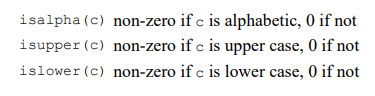 isalpha(c) non-zero if c is alphabetic, 0 if not
isupper(c) non-zero if c is upper case, 0 if not
islower(c) non-zero if c is lower case, 0 if not